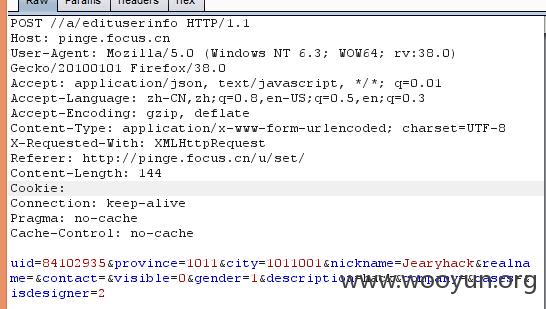 Raw Params Headers Hex
POST //a/edituserinfo HTTP/1.1
Host: pinge.focus.cn
User-Agent: Mozilla/5.0 (Windows NT 6.3; WOW64; rv:38.0)
Gecko/20100101 Firefox/38.0
Accept: application/json, text/javascript, */*; q=0.01
Accept-Language: zh-CN,zh;q=0.8,en-US;q=0.5,en;q=0.3
Accept-Encoding: gzip, deflate
Content-Type: application/x-www-form-urlencoded; charset=UTF-8
X-Requested-With: XMLHttpRequest
Referer: http://pinge.focus.cn/u/set/
Content-Length: 144
Cookie:
Connection: keep-alive
Pragma: no-cache
Cache-Control: no-cache
uid=84102935&province=1011&city=1011001&nickname=Jearyhack&realna
me=&contact=&visible=0&gender=1&description=hack&company=&cases=&
isdesigner=2
www.wooyun.org